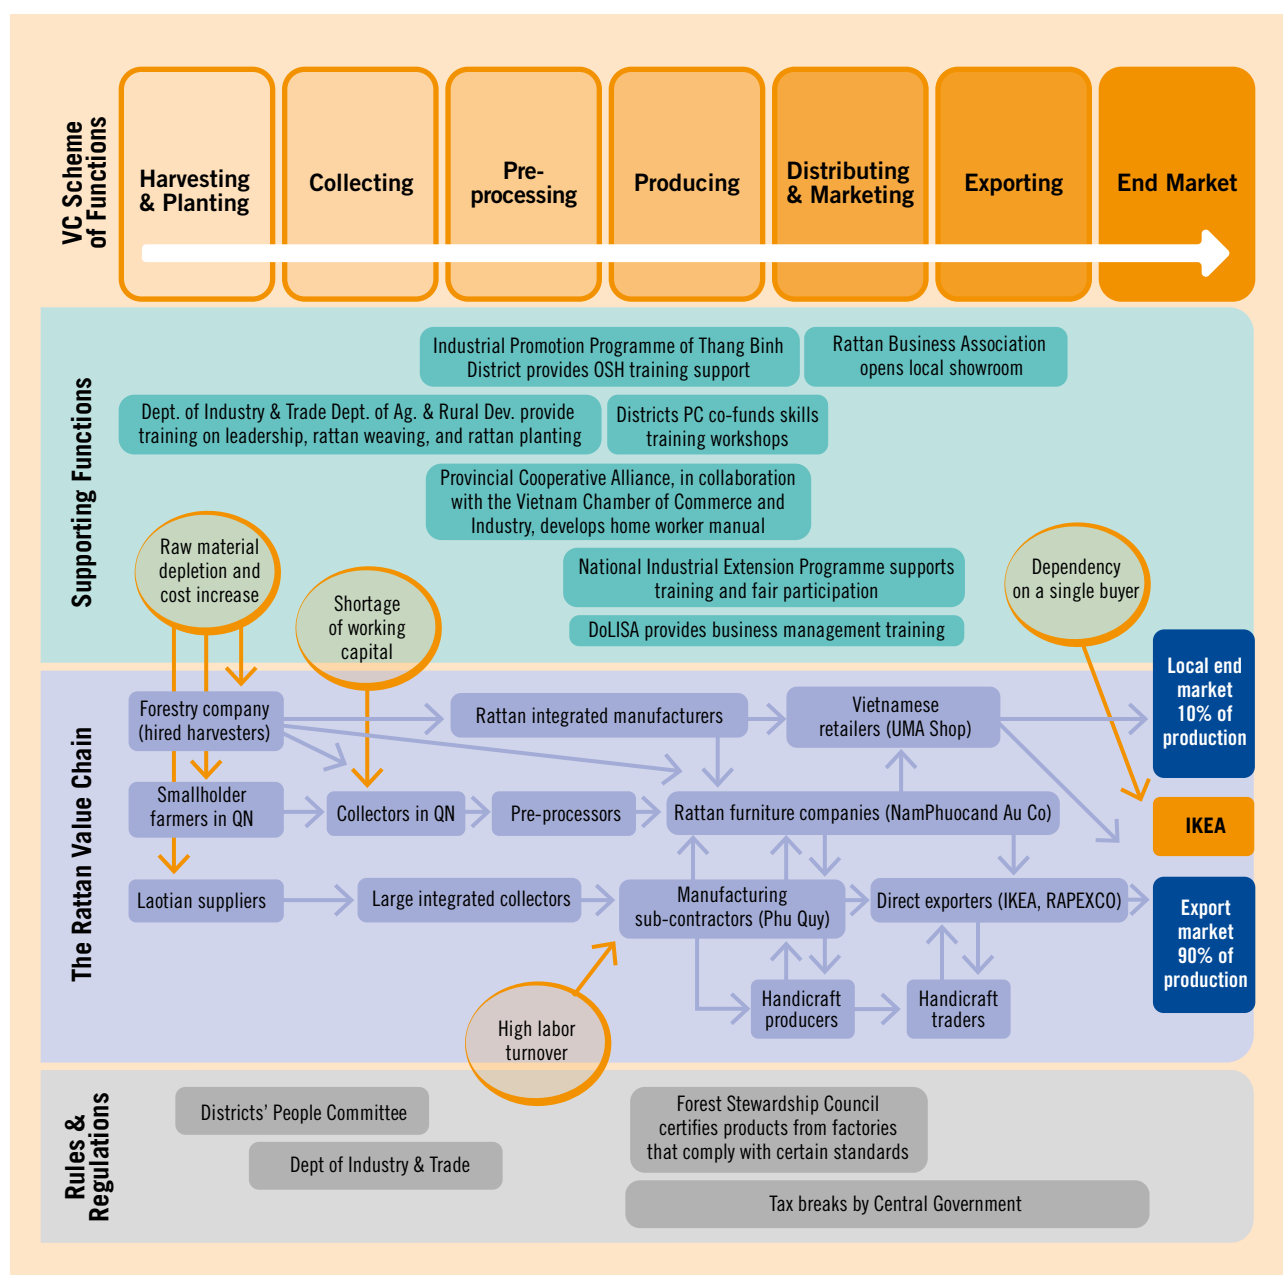 VC Scheme
of Functions
Harvesting
& Planting
Collecting
Pre-
processing
Producing
Distributing
& Marketing
Exporting
End Market
Supporting Functions
Industrial Promotion Programme of Thang Binh
District provides OSH training support
Rattan Business Association
opens local showroom
Dept. of Industry & Trade Dept. of Ag. & Rural Dev. provide
training on leadership, rattan weaving, and rattan planting
Districts PC co-funds skills
training workshops
Provincial Cooperative Alliance, in collaboration
with the Vietnam Chamber of Commerce and
Industry, develops home worker manual
Raw material
depletion and
cost increase
National Industrial Extension Programme supports
training and fair participation
Dependency
on a single buyer
Shortage
of working
capital
DoLISA provides business management training
The Rattan Value Chain
Forestry company
(hired harvesters)
Rattan integrated manufacturers
Vietnamese
retailers (UMA Shop)
Local end
market
10% of
production
Smallholder
farmers in QN
Collectors in QN
Pre-processors
Rattan furniture companies (NamPhuocand Au Co)
IKEA
Laotian suppliers
Large integrated collectors
Manufacturing
sub-contractors (Phu Quy)
Direct exporters (IKEA, RAPEXCO)
Export
market
90% of
production
Handicraft
producers
Handicraft
traders
High labor
turnover
Rules &
Regulations
Districts’ People Committee
Dept of Industry & Trade
Forest Stewardship Council
certifies products from factories
that comply with certain standards
Tax breaks by Central Government